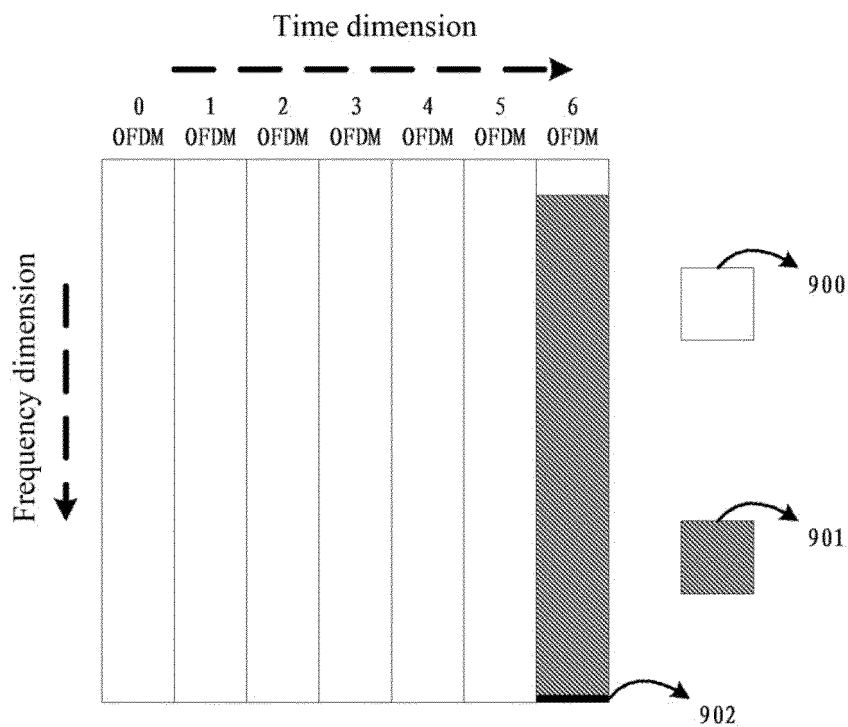 Time dimension
0 1 2 3 4 5 6
OFDM OFDM OFDM OFDM OFDM OFDM OFDM
Frequency dimension
900
901
902